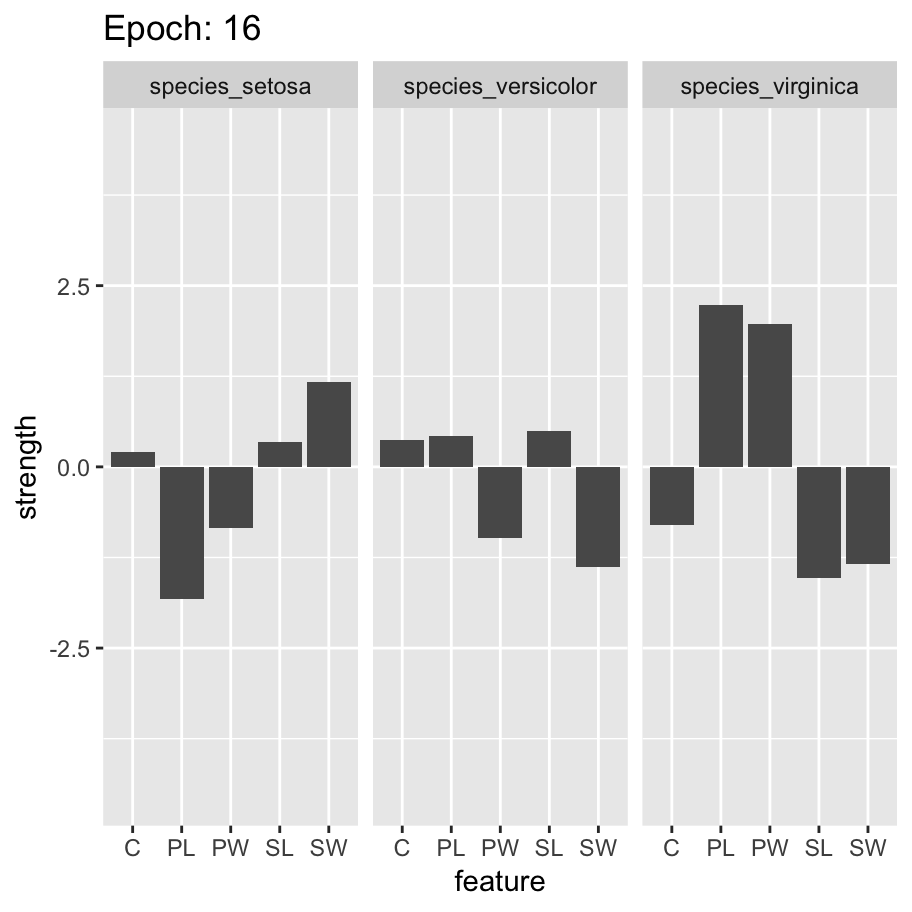 Epoch: 16
species_setosa species_versicolor species_virginica
2.5
0.0
-2.5
strength
C PL PW SL SW C PL PW SL SW C PL PW SL SW
feature